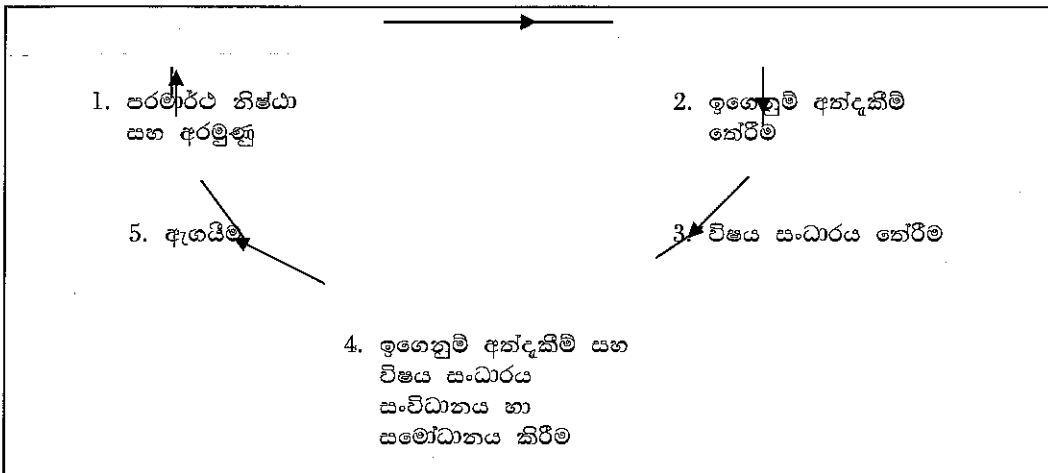 1. පරමාර්ථ නිෂ්ඨා
සහ අරමුණු
2. ඉගෙනුම් අත්දැකීම්
තේරීම
5. ඇගයීම
3. විෂය සංධාරය තේරීම
4. ඉගෙනුම් අත්දැකීම් සහ
විෂය සංධාරය
සංවිධානය හා
සමෝධානය කිරීම